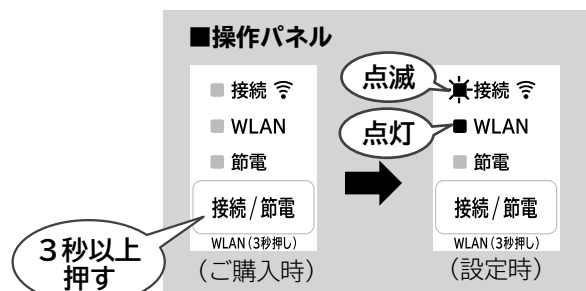 ■操作パネル
接続
WLAN
節電
接続/節電
WLAN(3秒押し)
(ご購入時)
3秒以上
押す
点滅
点灯
接続
WLAN
節電
接続/節電
WLAN(3秒押し)
(設定時)